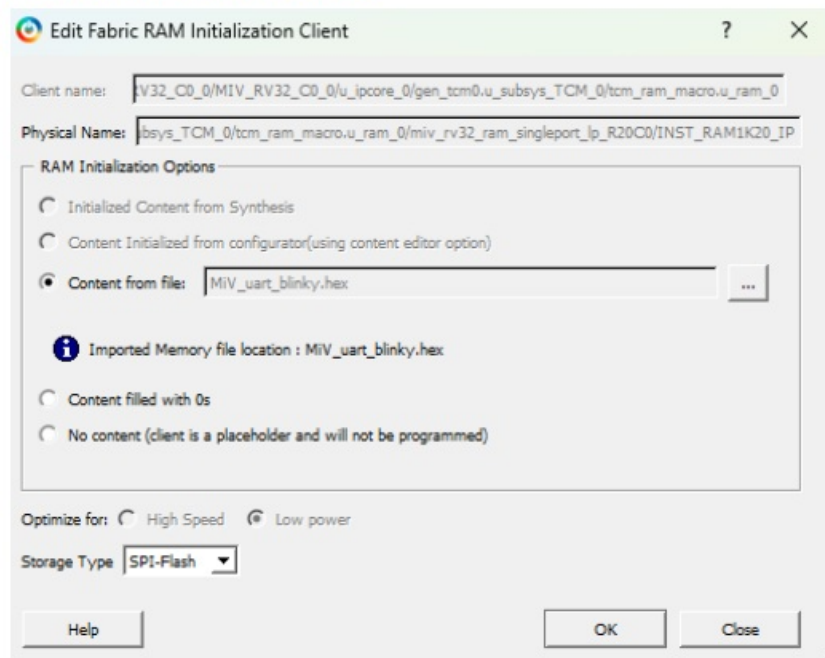 Edit Fabric RAM Initialization Client ?
Client name: RV32_C0_0/MIV_RV32_C0_0/u_ipcore_0/gen_tcm0.u_subsys_TCM_0/tcm_ram_macro.u_ram_0
Physical Name: ubsys_TCM_0/tcm_ram_macro.u_ram_0/miv_rv32_ram_singleport_lp_R20C0/INST_RAM1K20_IP
RAM Initialization Options
Initialized Content from Synthesis
Content Initialized from configurator(using content editor option)
Content from file: MiV_uart_blinky.hex ...
Imported Memory file location : MiV_uart_blinky.hex
Content filled with 0s
No content (client is a placeholder and will not be programmed)
Optimize for: High Speed Low power
Storage Type SPI-Flash
Help OK Close